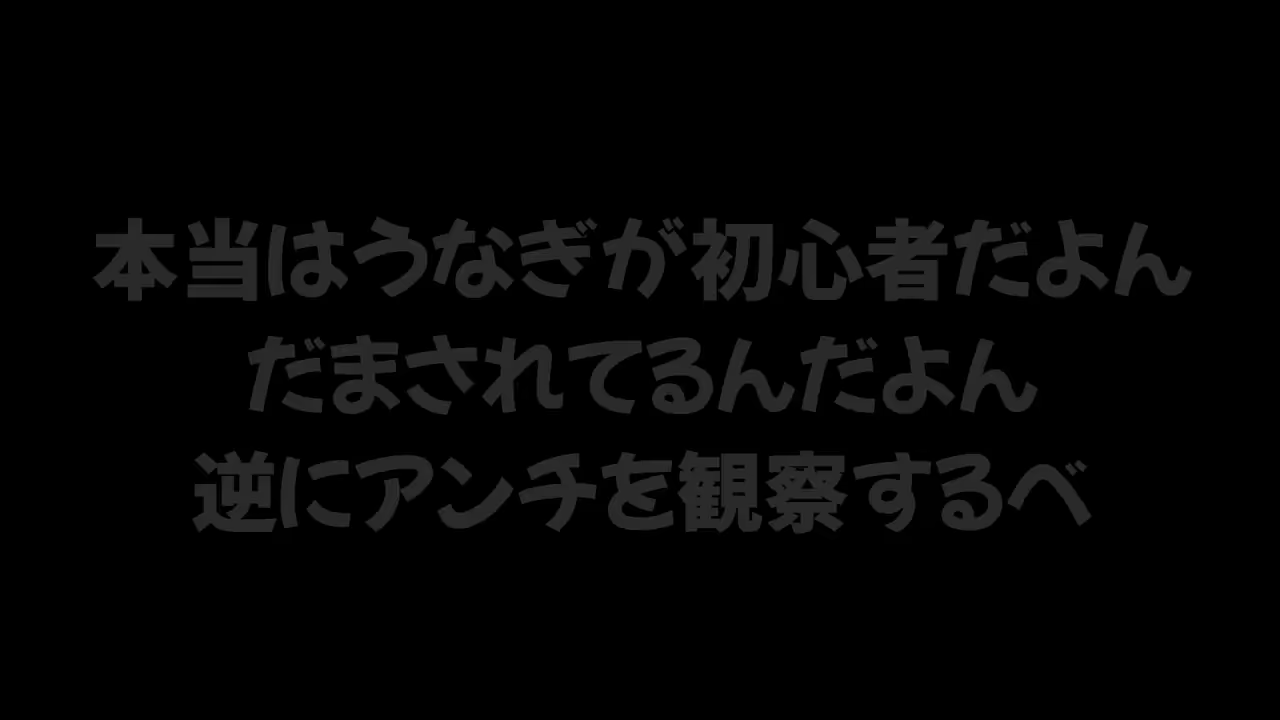 本当はうなぎが初心者だよん
だまされてるんだよん
逆にアンチを観察するべ